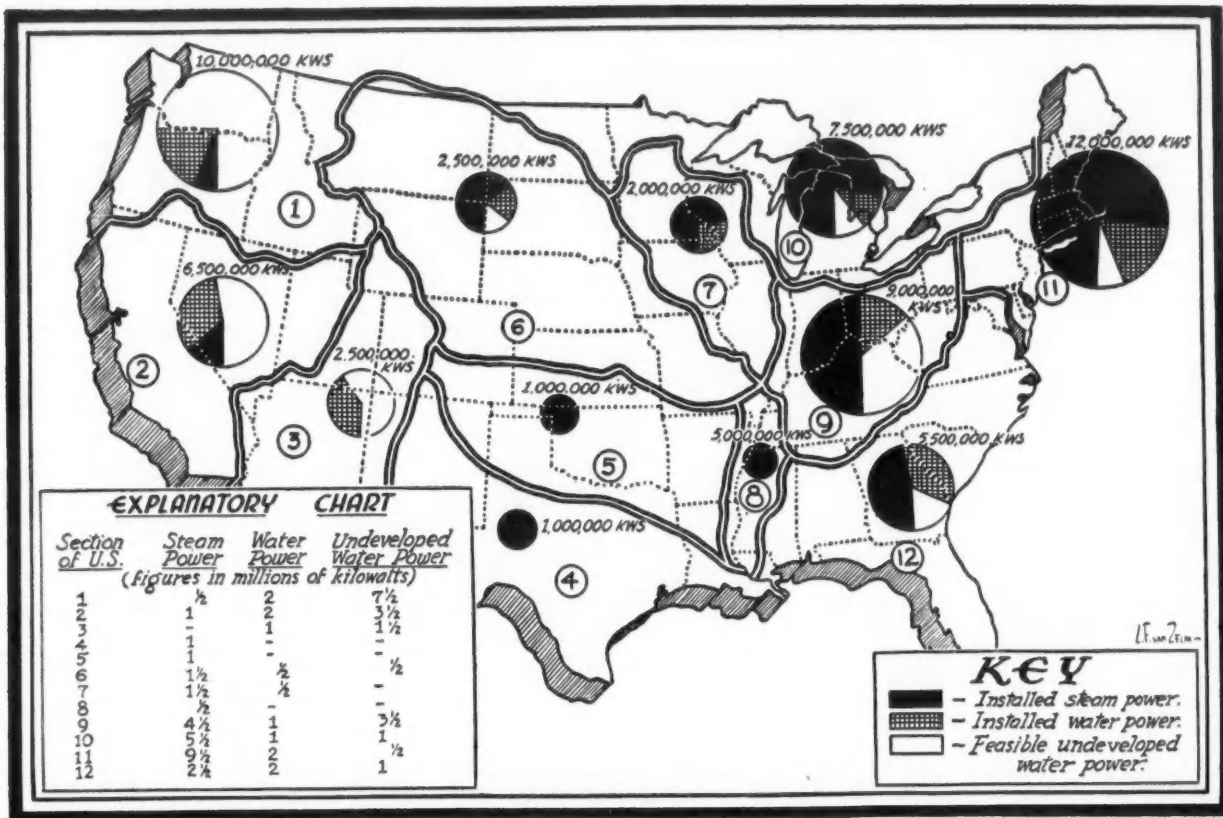 10,000,000 KWS
2,500,000 KWS
2,000,000 KWS
7,500,000 KWS
12,000,000 KWS
1
10
11
6,500,000 KWS
7
9,000,000
KWS
6
2
2,500,000
KWS
1,000,000 KWS
3
5
9
5,000,000 KWS
8
5,500,000
KWS
1,000,000 KWS
4
12
EXPLANATORY CHART
Section of U.S. Steam Power Water Power Undeveloped Water Power
(figures in millions of kilowatts)
1 ½ 2 7½
2 1 2 3½
3 - 1 1½
4 1 - -
5 1 - -
6 1½ ½ ½
7 1½ ½ -
8 ½ - -
9 4½ 1 3½
10 5½ 1 1
11 9½ 2 ½
12 2½ 2 1
L.F. van Zelm
KEY
- Installed steam power.
- Installed water power.
- Feasible undeveloped
water power.